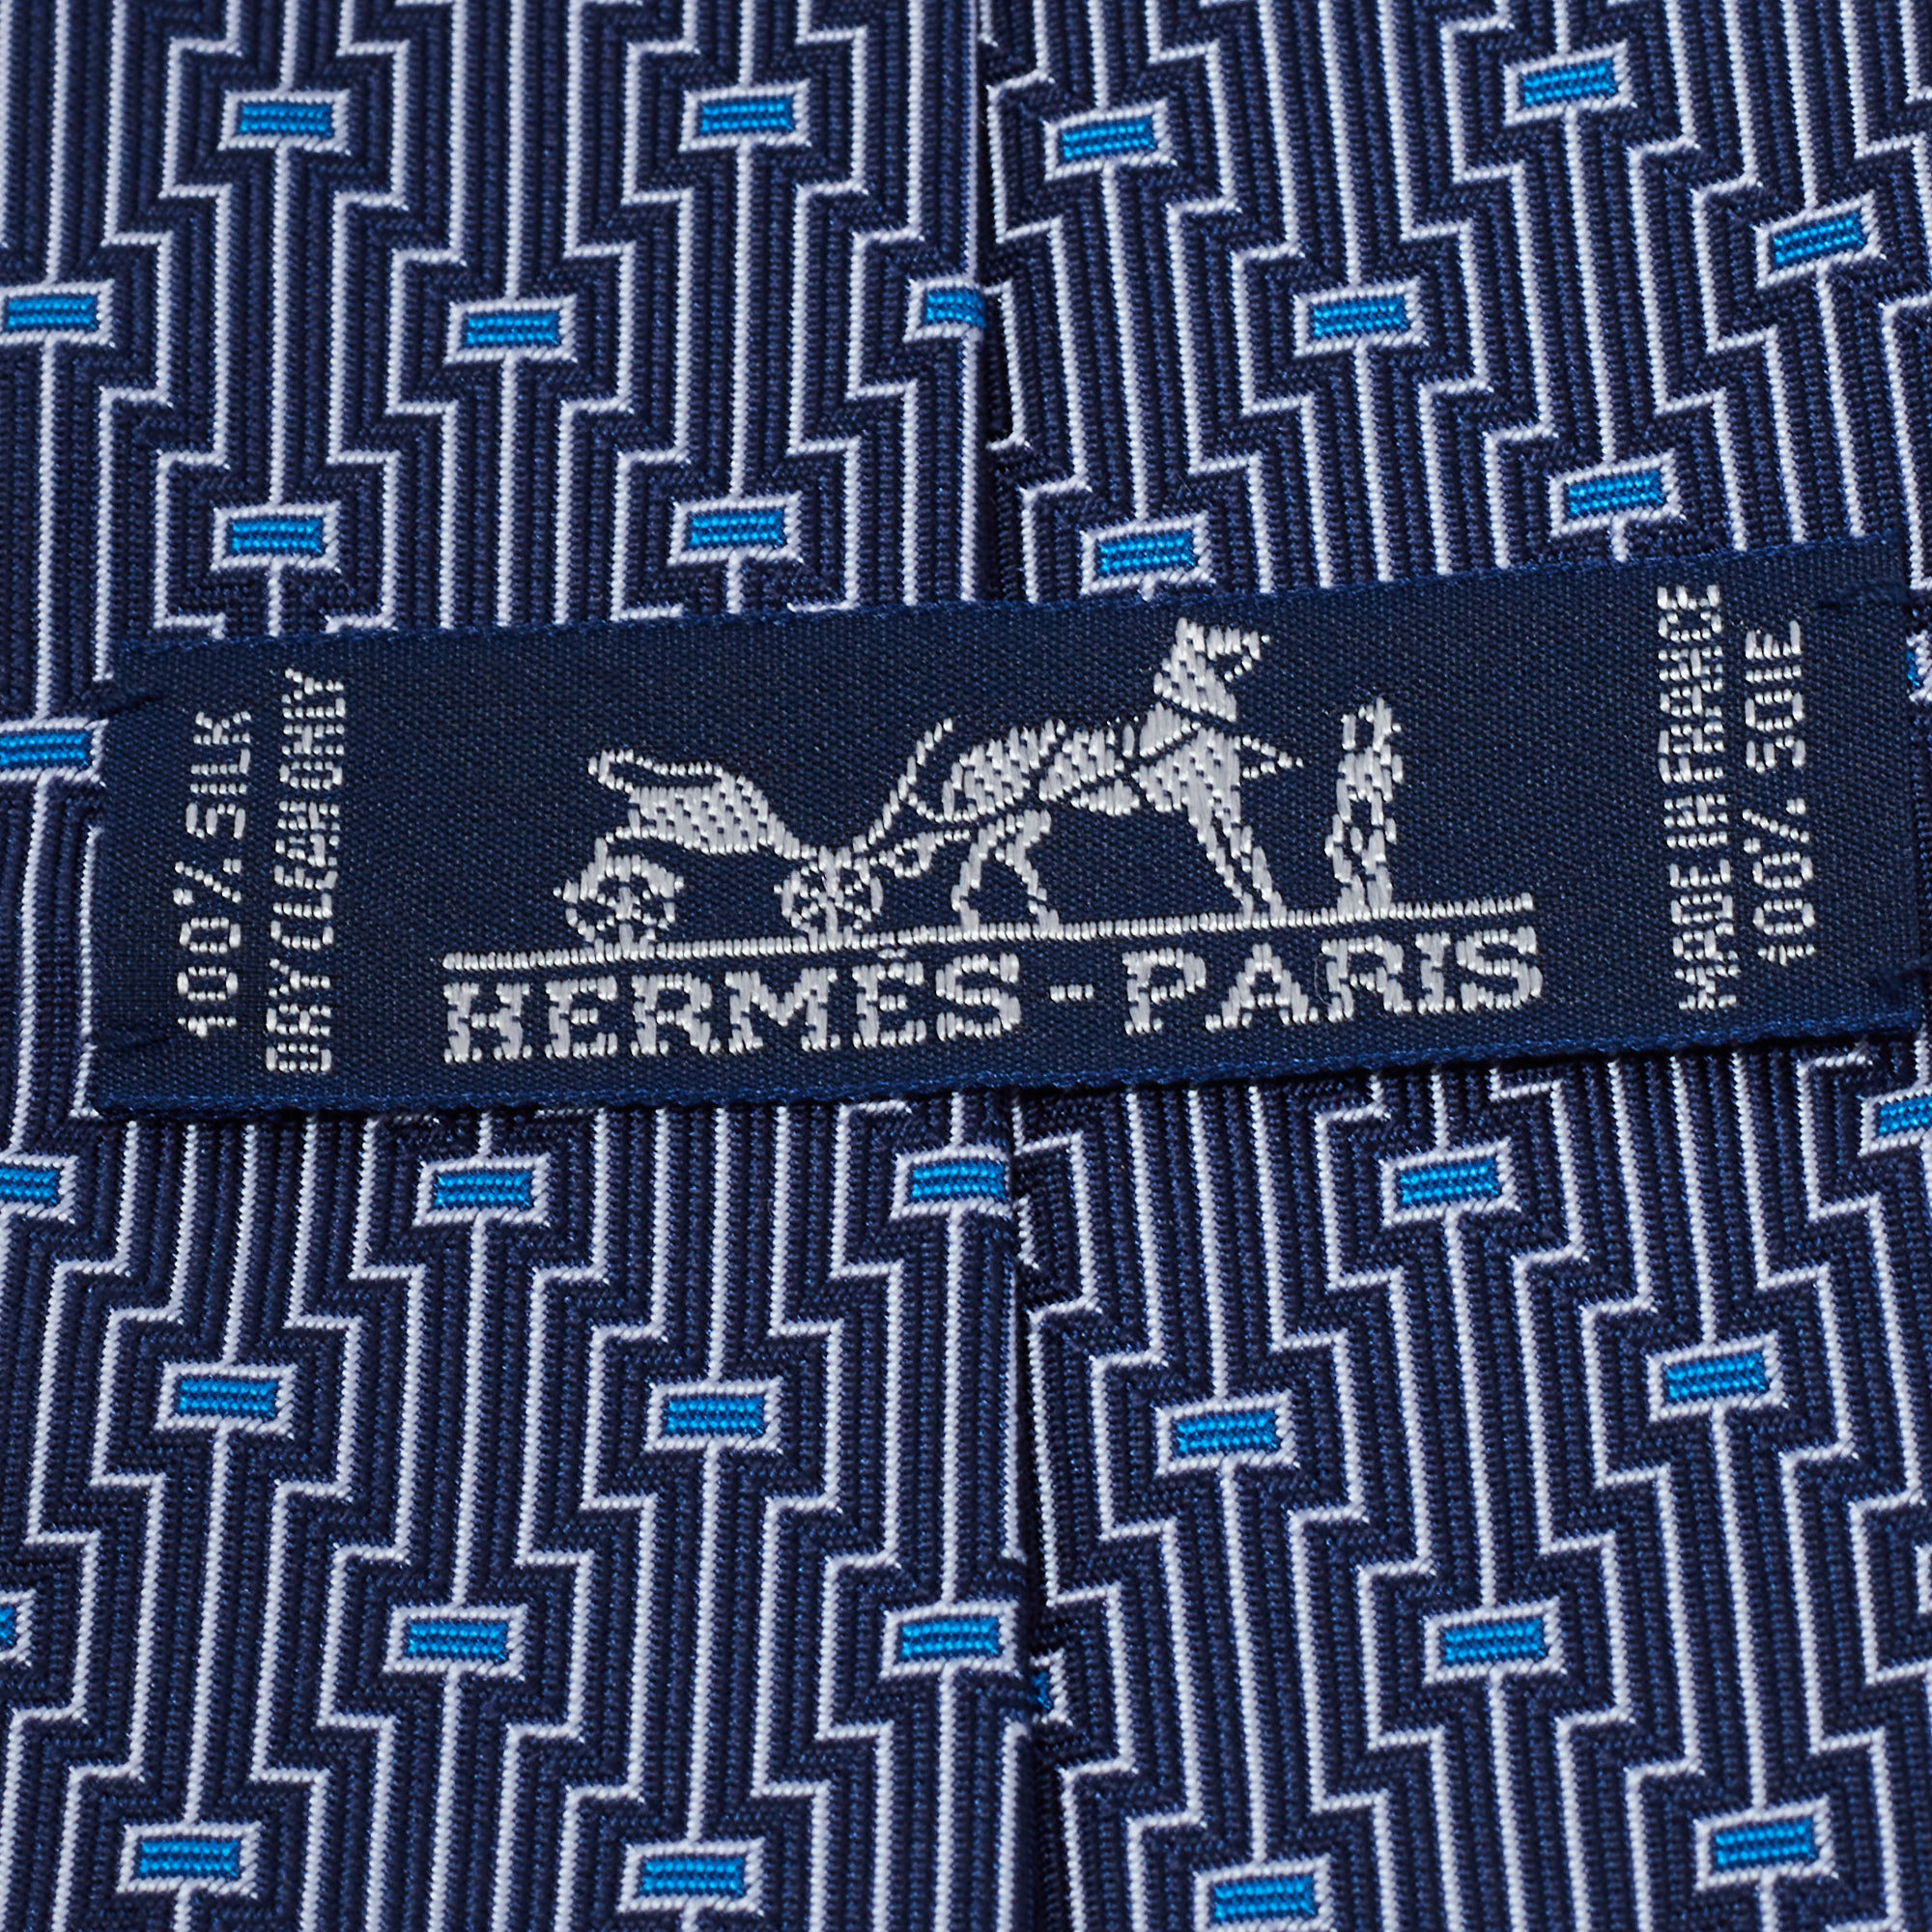 100% SILK
DRY CLEAN ONLY
HERMÈS - PARIS
MADE IN FRANCE
100% SOIE